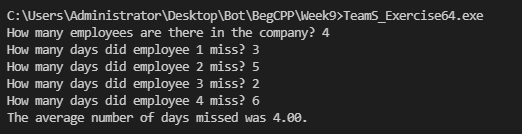 C:\Users\Administrator\Desktop\Bot\BegCPP\Week9>TeamS_Exercise64.exe
How many employees are there in the company? 4
How many days did employee 1 miss? 3
How many days did employee 2 miss? 5
How many days did employee 3 miss? 2
How many days did employee 4 miss? 6
The average number of days missed was 4.00.